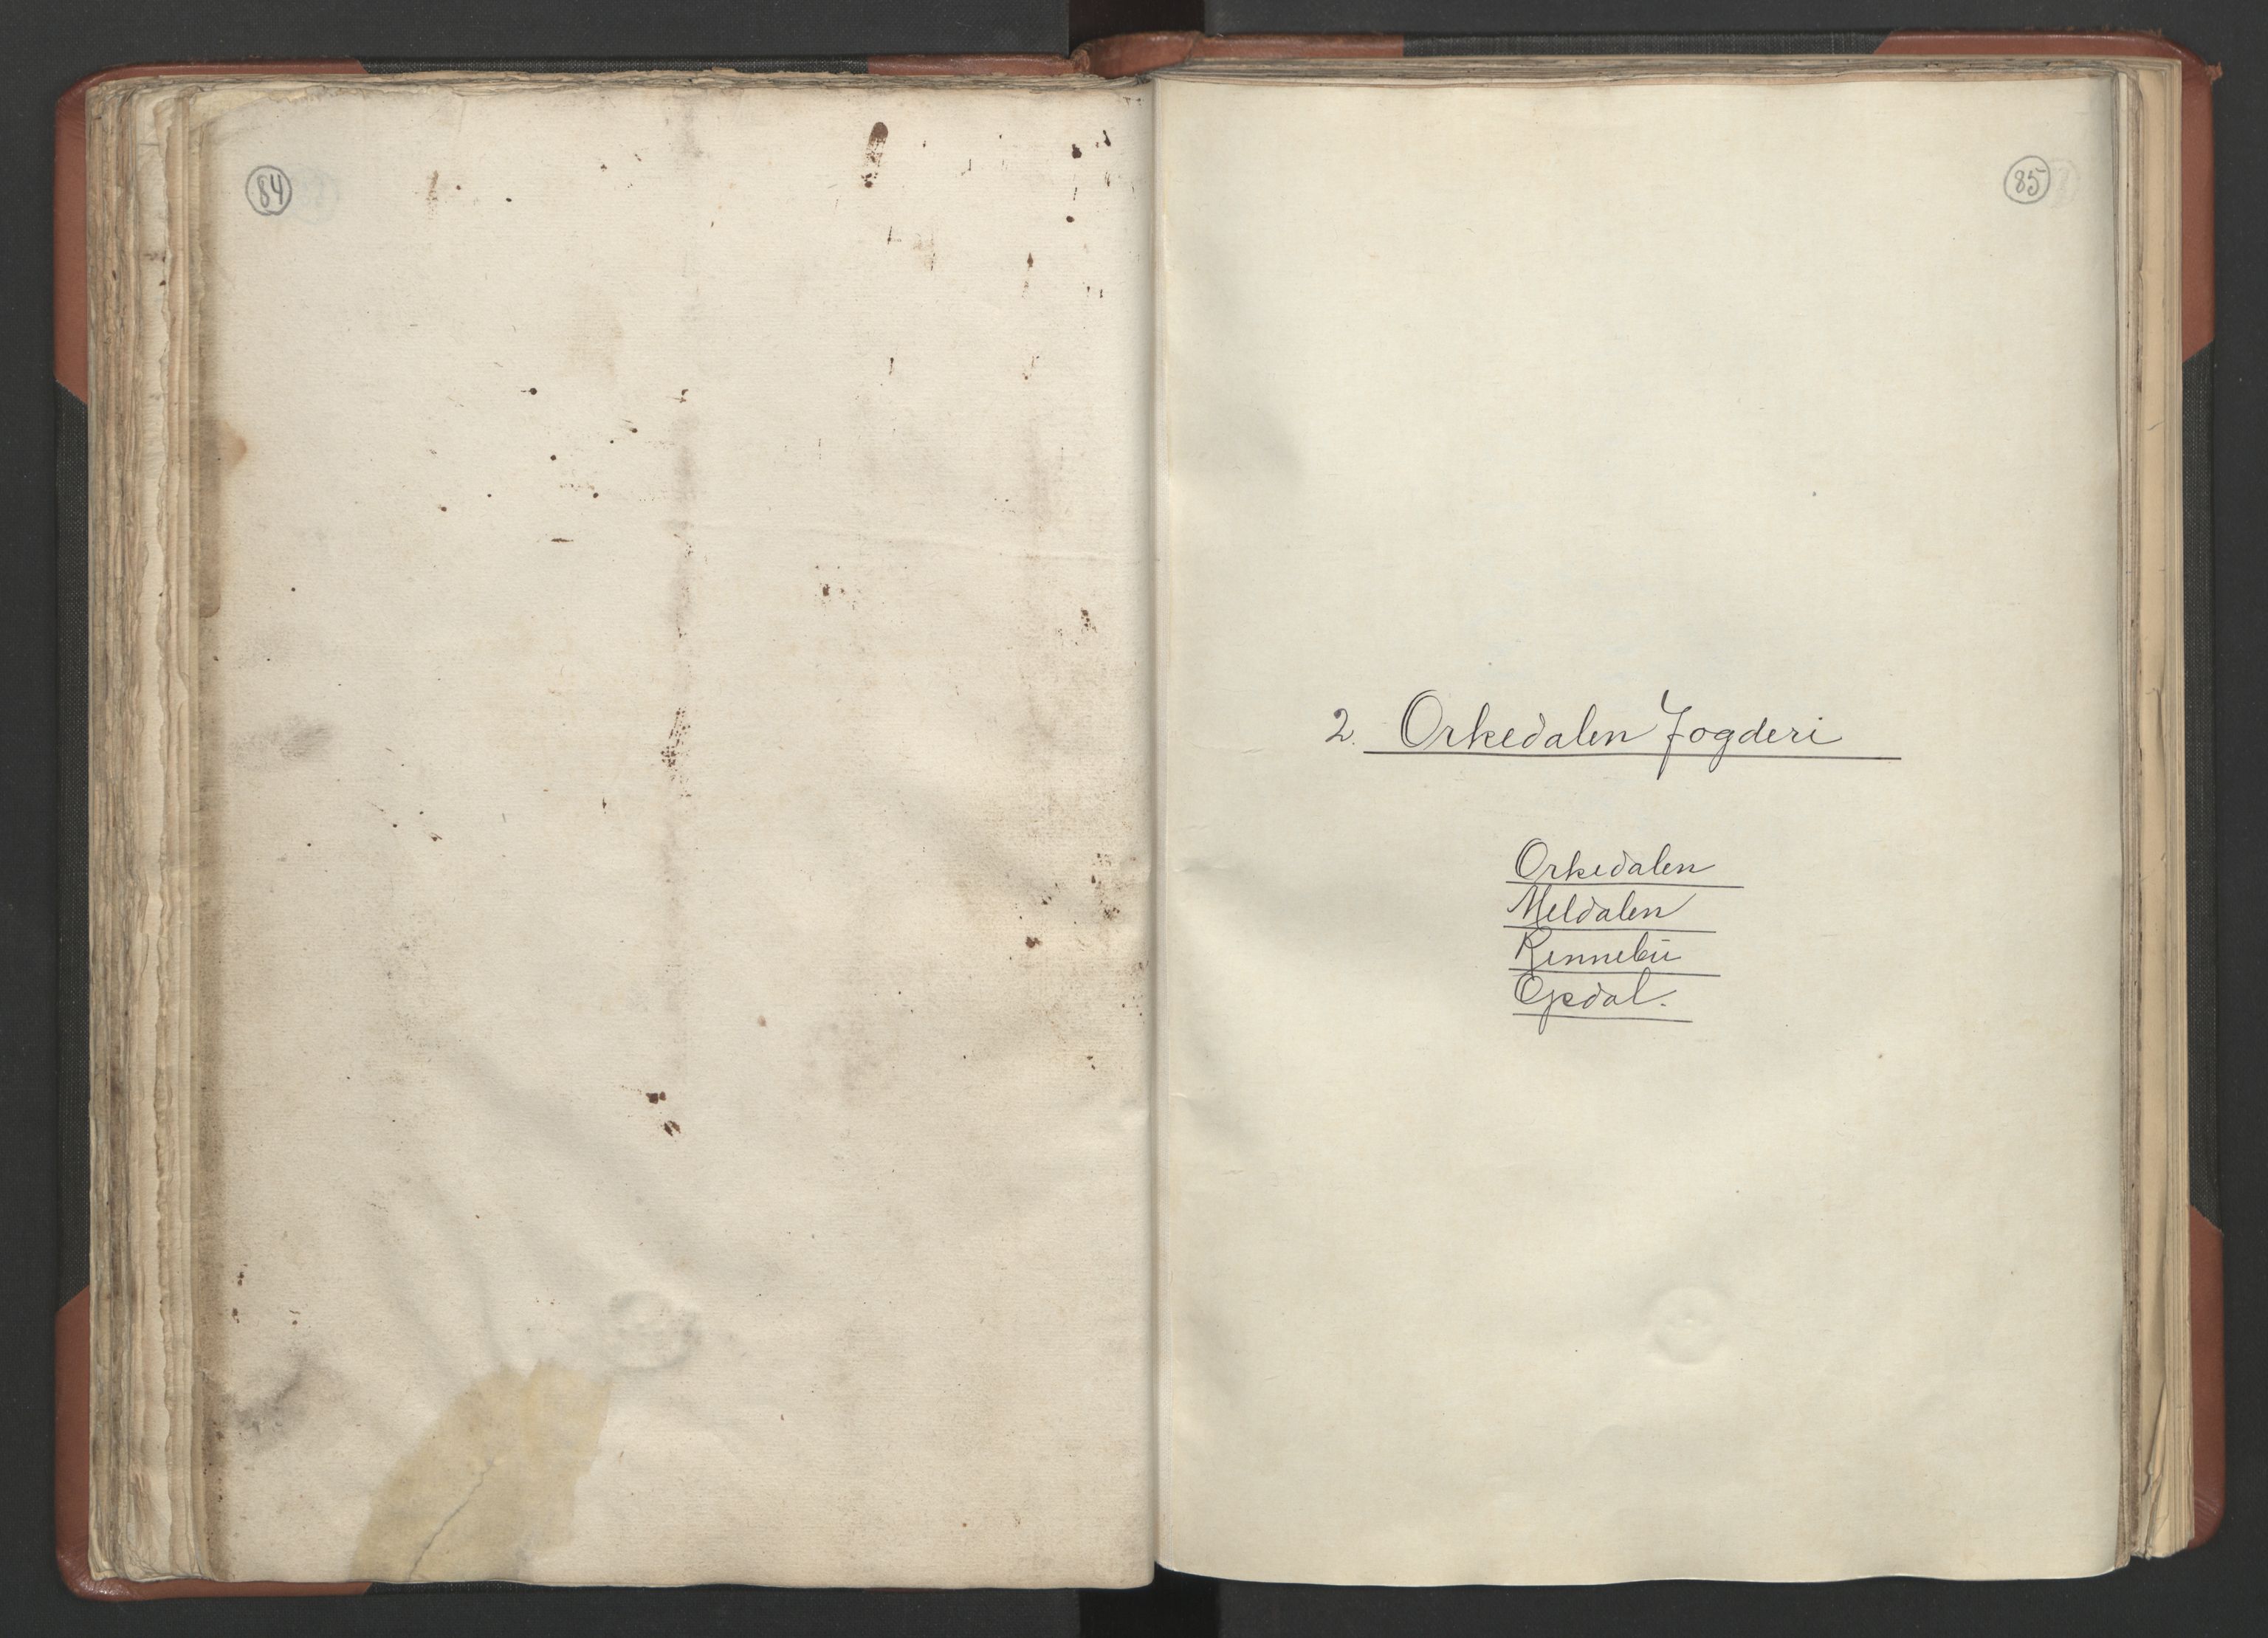 84
85
2. Orkedalen Fogderi
Orkedalen
Meldalen
Rennebu
Opdal.